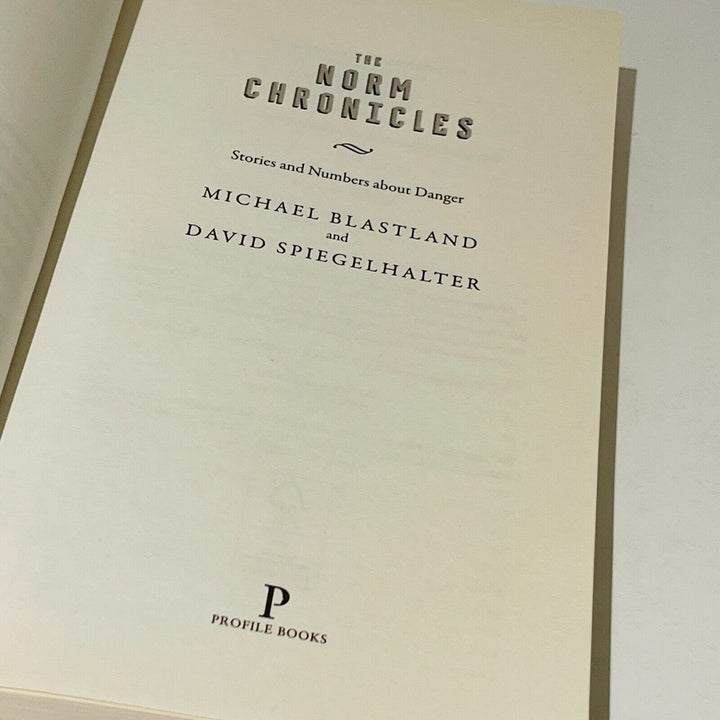 THE
NORM
CHRONICLES
Stories and Numbers about Danger
MICHAEL BLASTLAND
and
DAVID SPIEGELHALTER
P
PROFILE BOOKS